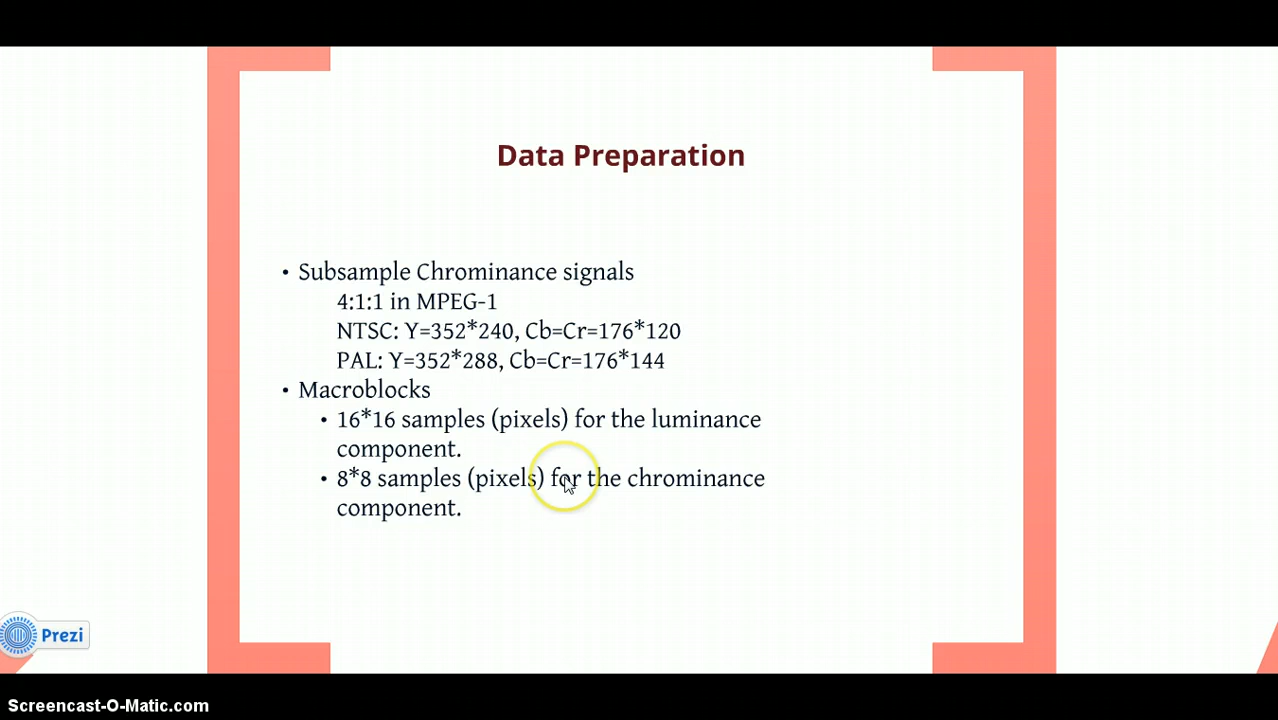 Data Preparation
• Subsample Chrominance signals
4:1:1 in MPEG-1
NTSC: Y=352*240, Cb=Cr=176*120
PAL: Y=352*288, Cb=Cr=176*144
• Macroblocks
• 16*16 samples (pixels) for the luminance
component.
• 8*8 samples (pixels) for the chrominance
component.
Prezi
Screencast-O-Matic.com